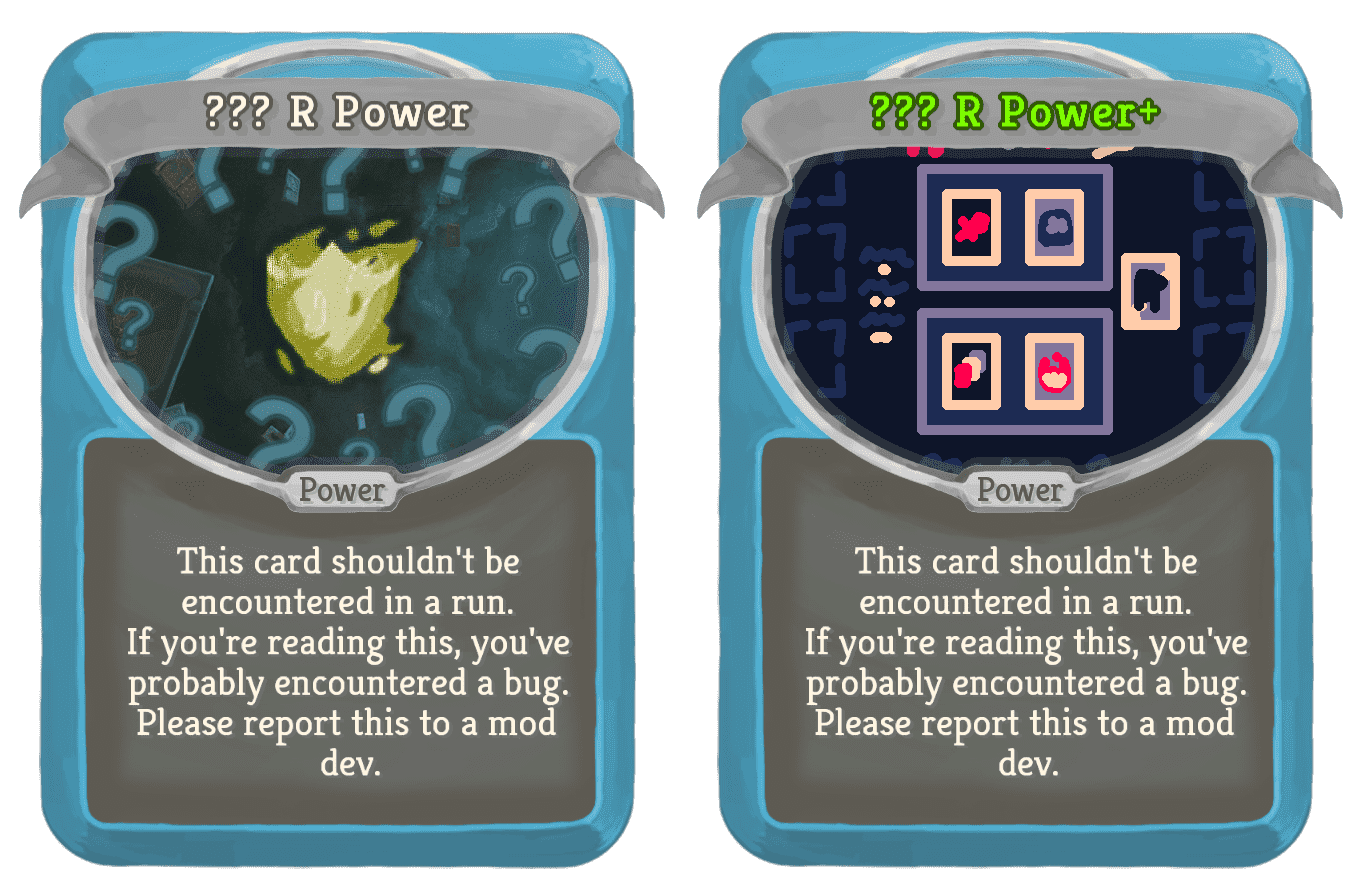 ??? R Power
Power
This card shouldn't be
encountered in a run.
If you're reading this, you've
probably encountered a bug.
Please report this to a mod
dev.
??? R Power+
Power
This card shouldn't be
encountered in a run.
If you're reading this, you've
probably encountered a bug.
Please report this to a mod
dev.